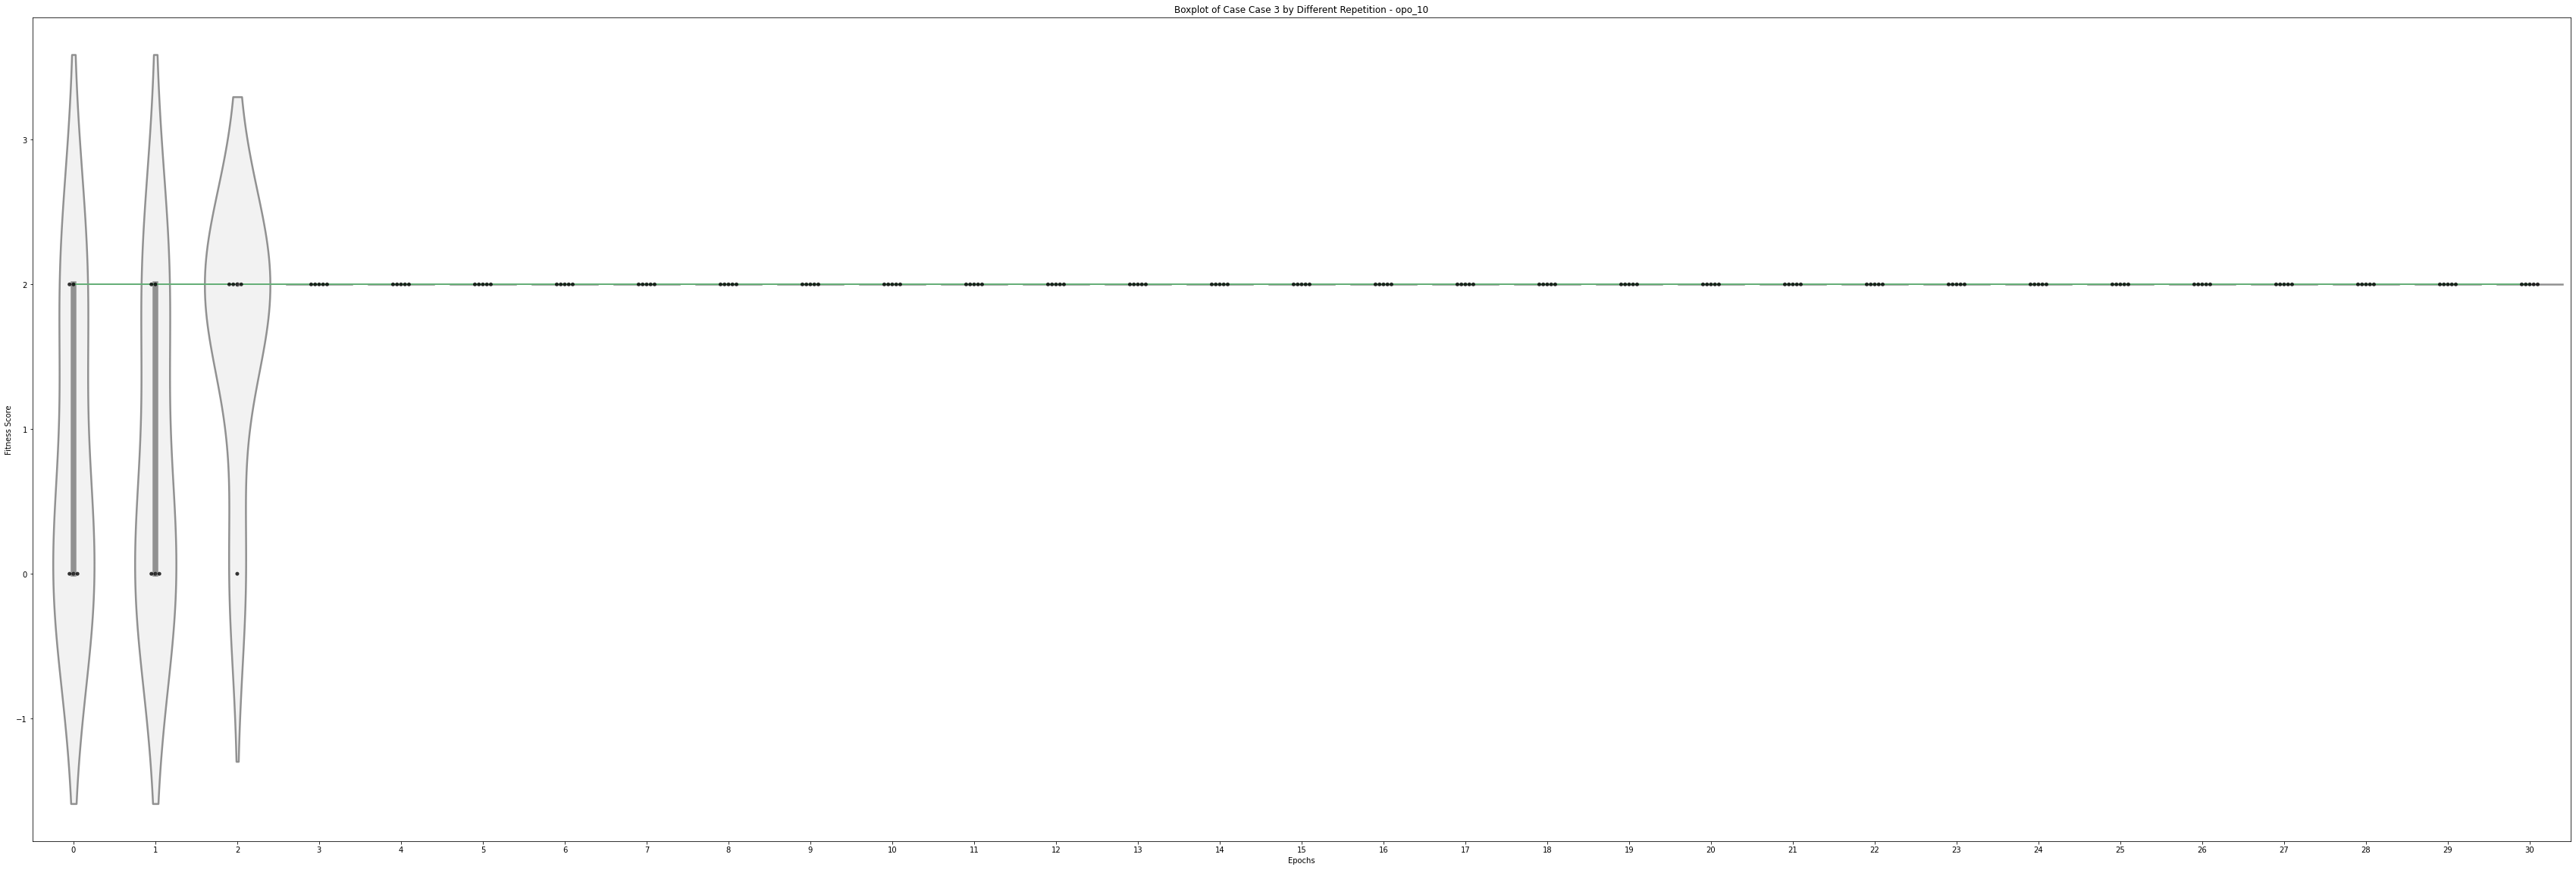 Boxplot of Case Case 3 by Different Repetition - opo_10
Fitness Score
3
2
1
0
−1
0 1 2 3 4 5 6 7 8 9 10 11 12 13 14 15 16 17 18 19 20 21 22 23 24 25 26 27 28 29 30
Epochs